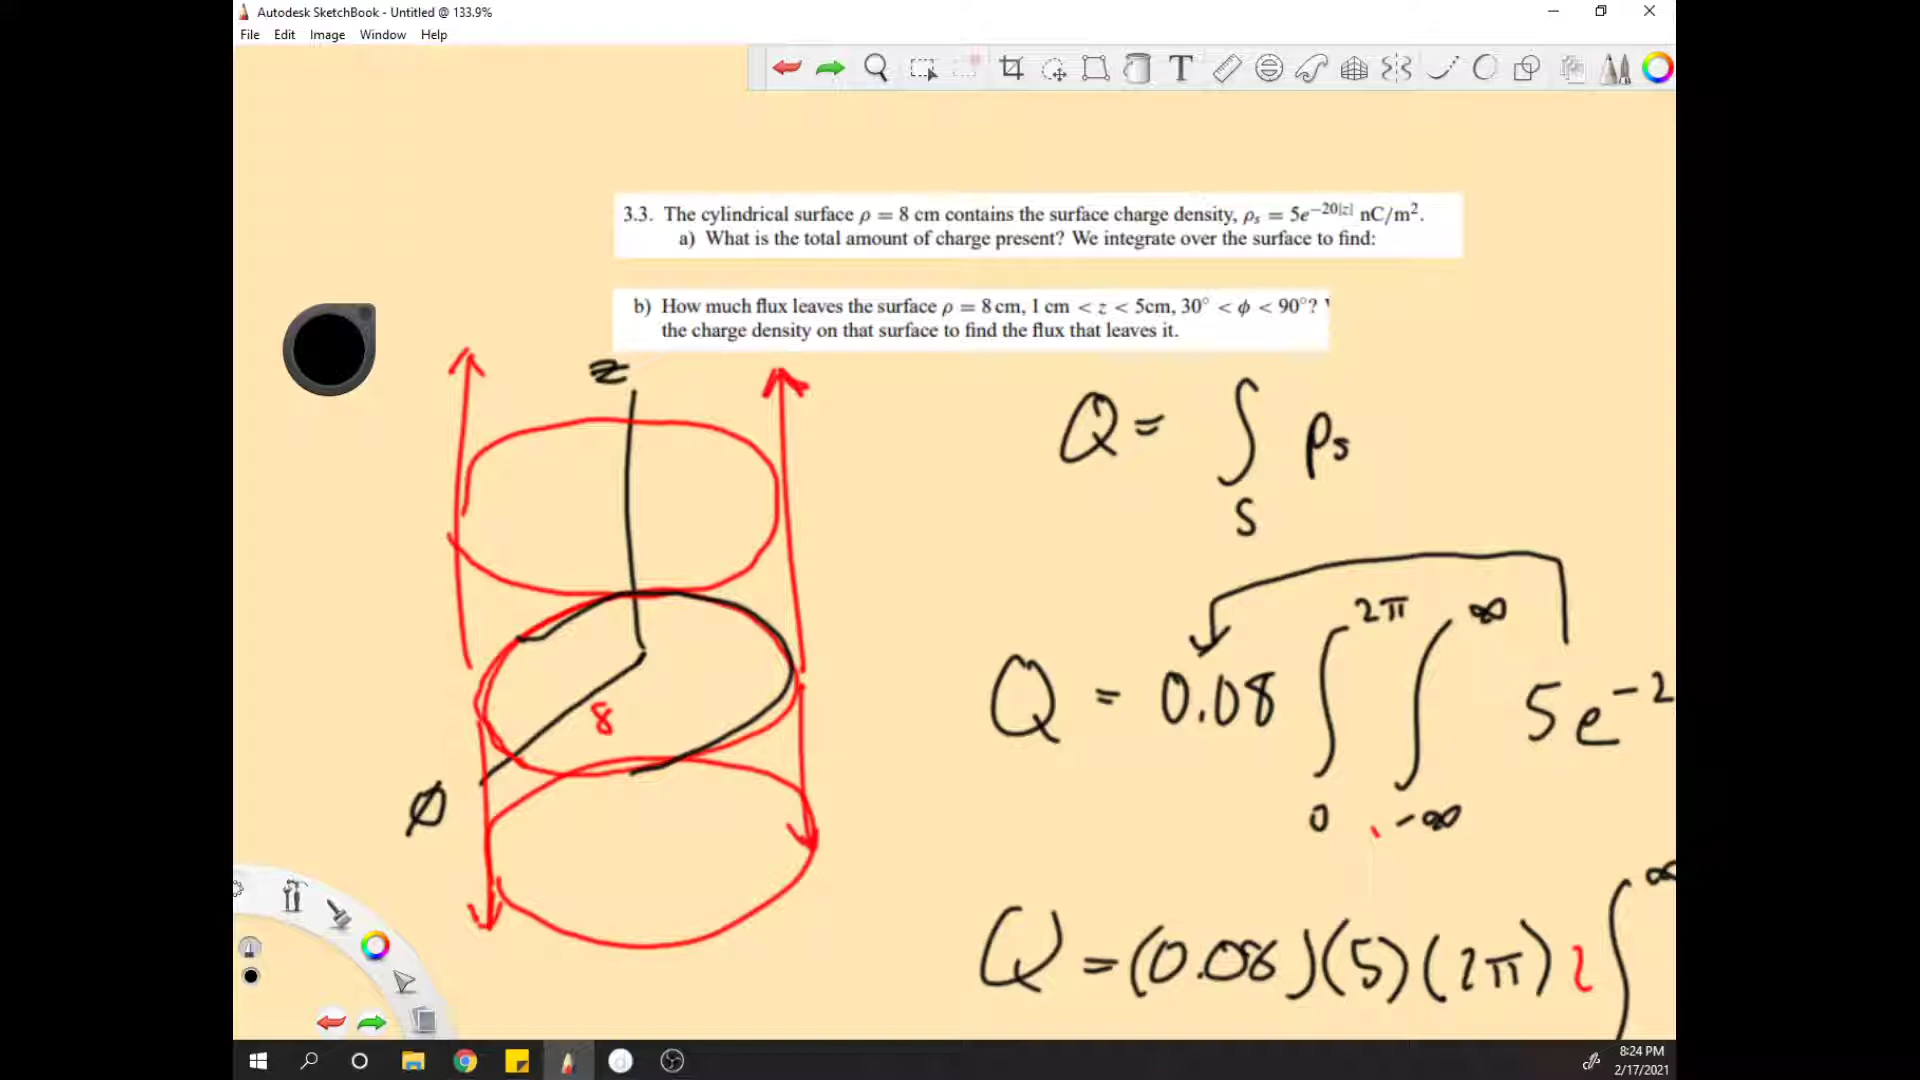 Autodesk SketchBook - Untitled @ 133.9%
File Edit Image Window Help
T
3.3. The cylindrical surface ρ = 8 cm contains the surface charge density, ρs = 5e^−20|z| nC/m².
a) What is the total amount of charge present? We integrate over the surface to find:
b) How much flux leaves the surface ρ = 8 cm, 1 cm < z < 5cm, 30° < ϕ < 90°?
the charge density on that surface to find the flux that leaves it.
z
8
ϕ
Q = ∫ ρs
S
2π ∞
Q = 0.08 ∫ ∫ 5e^-2
0 -∞
∞
Q = (0.08)(5)(2π) 2 ∫
8:24 PM
2/17/2021